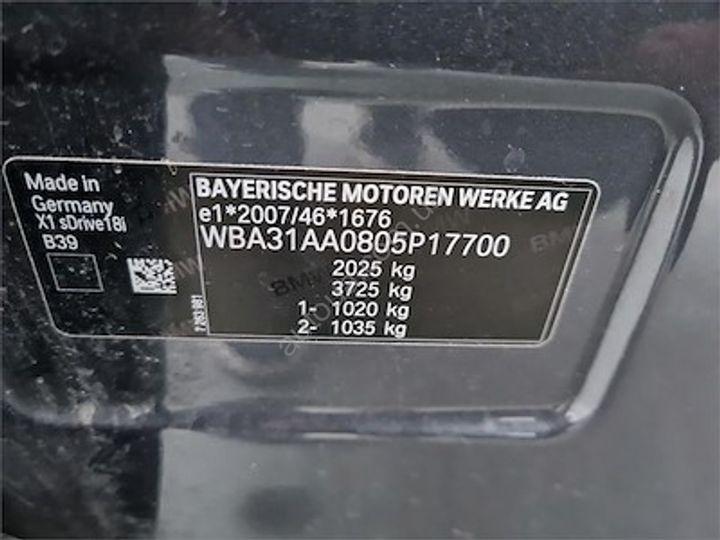 Made in
Germany
X1 sDrive18i
B39
BAYERISCHE MOTOREN WERKE AG
e1*2007/46*1676
WBA31AA0805P17700
2025 kg
3725 kg
1- 1020 kg
2- 1035 kg
BMW